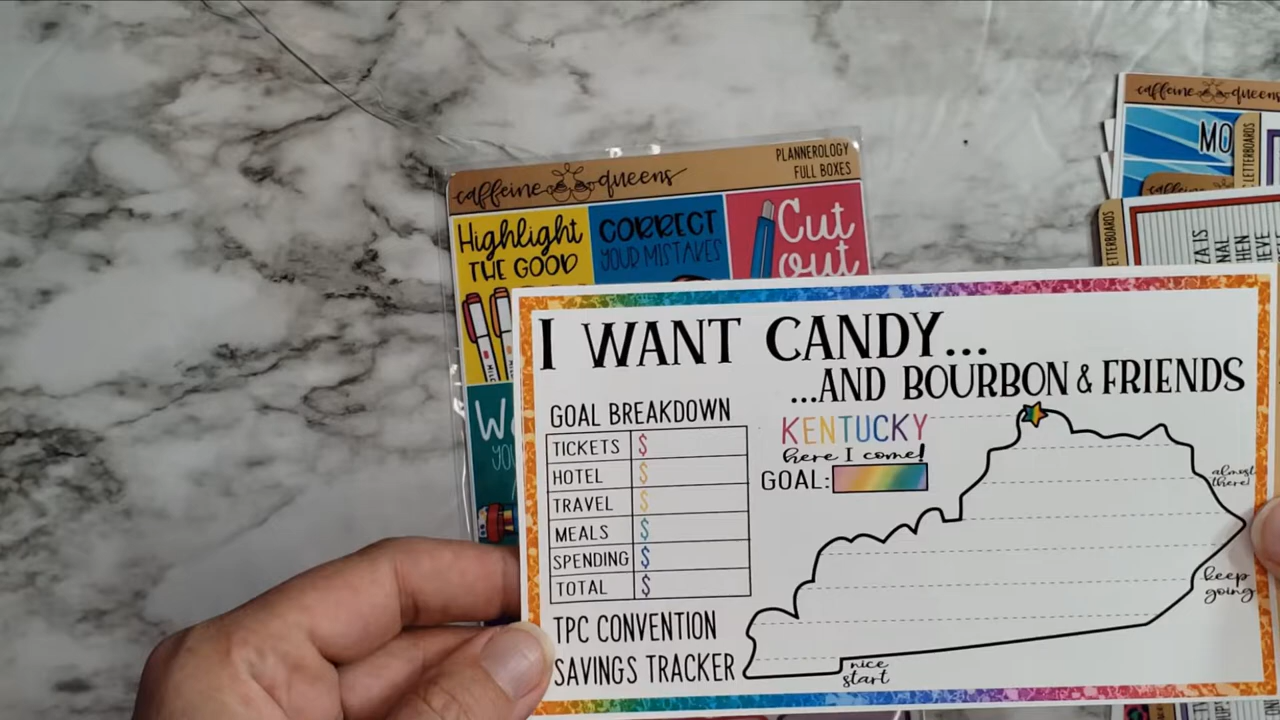 caffeine queens
PLANNEROLOGY
FULL BOXES
Highlight
THE GOOD
CORRECT
YOUR MISTAKES
Cut
out
caffeine queens
MO
LETTERBOARDS
I WANT CANDY...
...AND BOURBON & FRIENDS
GOAL BREAKDOWN
TICKETS $
HOTEL $
TRAVEL $
MEALS $
SPENDING $
TOTAL $
TPC CONVENTION
SAVINGS TRACKER
KENTUCKY
here I come!
GOAL:
almost
there!
keep
going
nice
start